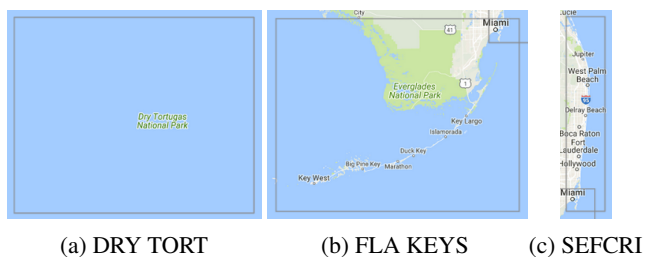 Dry Tortugas
National Park
City
Miami
41
Everglades
National Park
1
Key Largo
Islamorada
Duck Key
Big Pine Key
Marathon
Key West
Lucie
Jupiter
West Palm
Beach
95
Delray Beach
Boca Raton
Fort
Lauderdale
Hollywood
Miami
(a) DRY TORT
(b) FLA KEYS
(c) SEFCRI